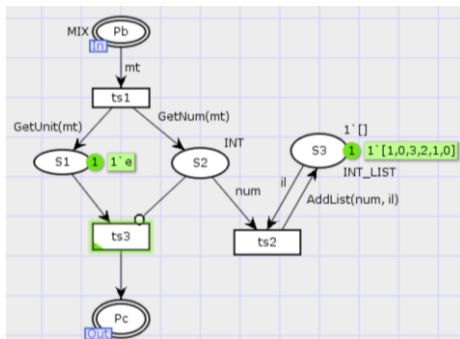 MIX
Pb
In
mt
ts1
GetUnit(mt)
GetNum(mt)
INT
1`[]
S1
1
1`e
S2
S3
1
1`[1,0,3,2,1,0]
INT_LIST
num
il
AddList(num, il)
ts3
ts2
Pc
Out